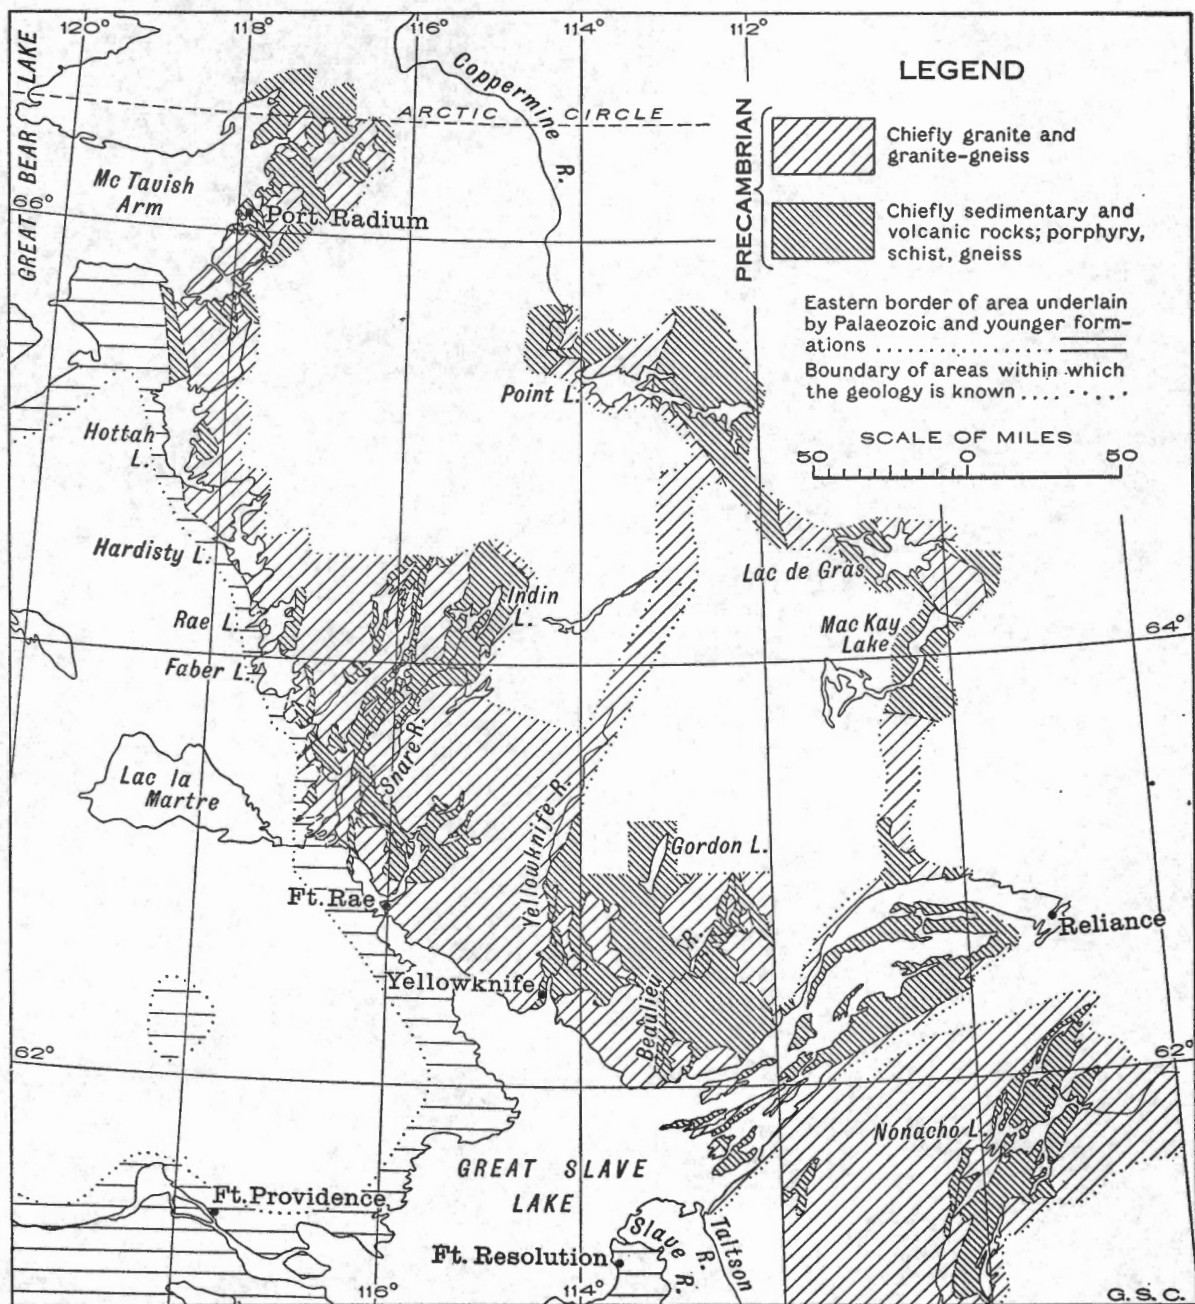 120°
118°
116°
114°
112°
GREAT BEAR LAKE
Coppermine R.
ARCTIC CIRCLE
Mc Tavish
Arm
66°
Port Radium
LEGEND
PRECAMBRIAN
Chiefly granite and
granite-gneiss
Chiefly sedimentary and
volcanic rocks; porphyry,
schist, gneiss
Eastern border of area underlain
by Palaeozoic and younger form-
ations
Boundary of areas within which
the geology is known
SCALE OF MILES
50 0 50
Point L.
Hottah
L.
Hardisty L.
Lac de Gras
Indin
L.
Rae L.
Mac Kay
Lake
64°
Faber L.
Snare R.
Lac la
Martre
Yellowknife R.
Gordon L.
Ft. Rae
Reliance
Beaulieu R.
Yellowknife
62°
62°
Nonacho L.
GREAT SLAVE
LAKE
Ft. Providence
Slave R.
Taltson R.
Ft. Resolution
116°
114°
G. S. C.